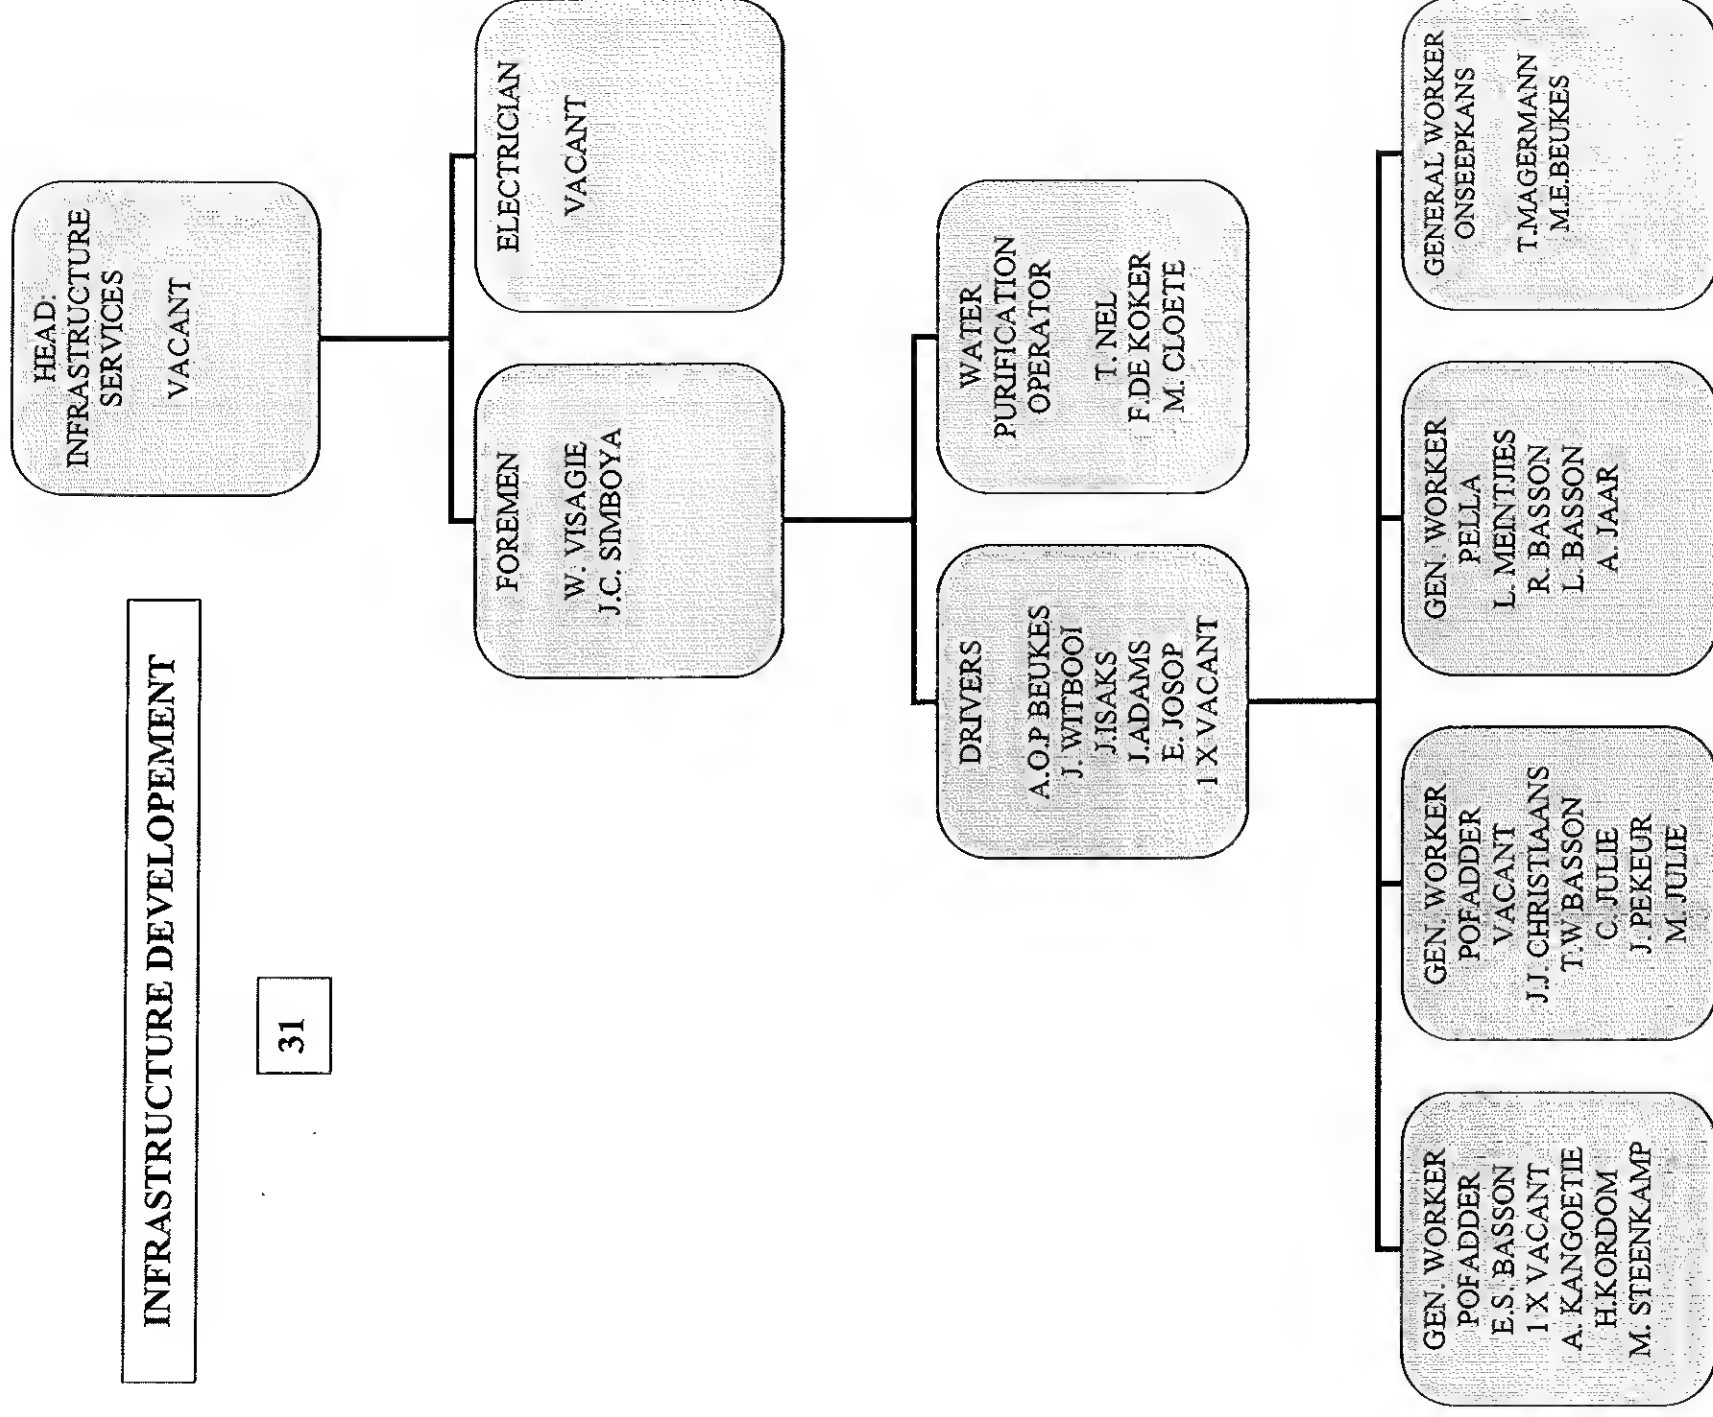 INFRASTRUCTURE DEVELOPEMENT
31
HEAD:
INFRASTRUCTURE
SERVICES
VACANT
FOREMEN
W. VISAGIE
J.C. SIMBOYA
ELECTRICIAN
VACANT
DRIVERS
A.O.P BEUKES
J. WITBOOI
J.ISAKS
J.ADAMS
E. JOSOP
1 X VACANT
WATER
PURIFICATION
OPERATOR
T. NEL
F.DE KOKER
M. CLOETE
GEN. WORKER
POFADDER
E.S. BASSON
1 X VACANT
A. KANGOETIE
H.KORDOM
M. STEENKAMP
GEN. WORKER
POFADDER
VACANT
J.J. CHRISTIAANS
T.W. BASSON
C. JULIE
J. PEKEUR
M. JULIE
GEN. WORKER
PELLA
L. MEINTJIES
R. BASSON
L. BASSON
A. JAAR
GENERAL WORKER
ONSEEPKANS
T.MAGERMANN
M.E.BEUKES